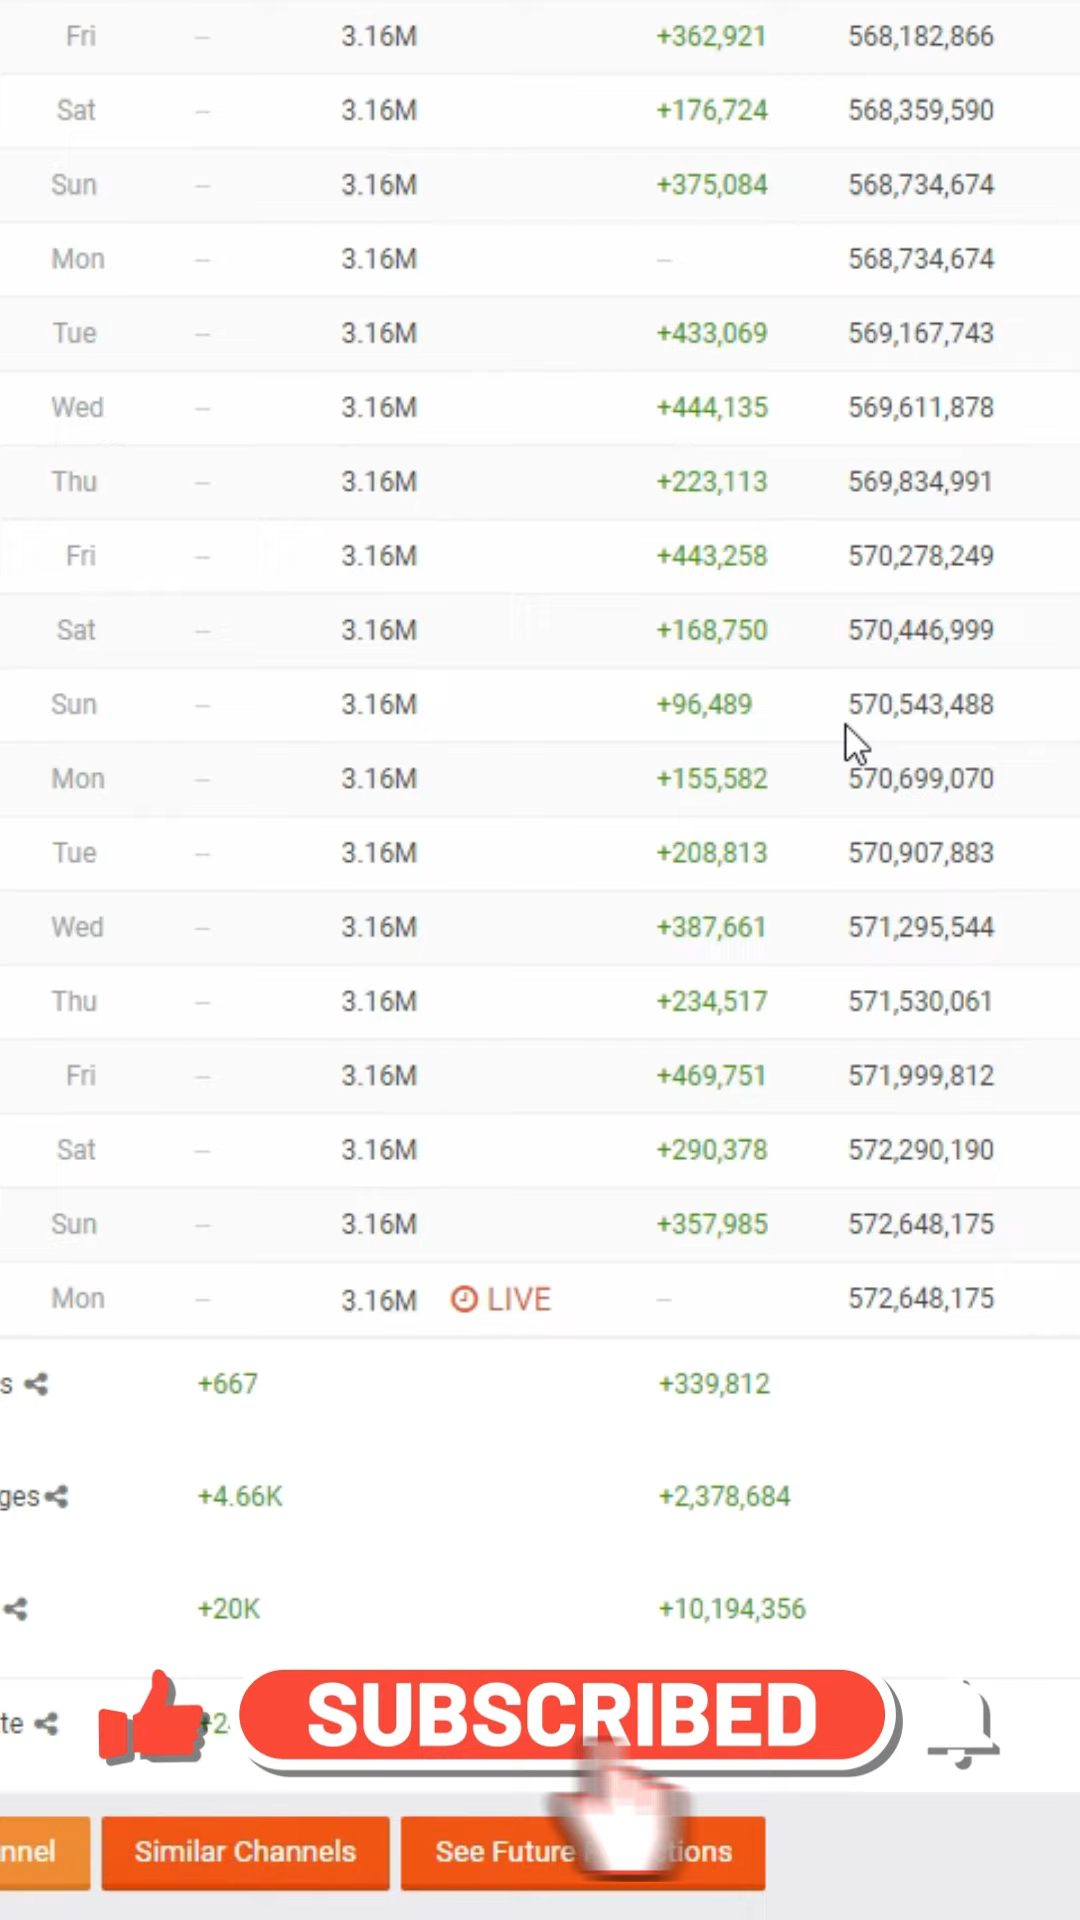 Fri – 3.16M +362,921 568,182,866
Sat – 3.16M +176,724 568,359,590
Sun – 3.16M +375,084 568,734,674
Mon – 3.16M – 568,734,674
Tue – 3.16M +433,069 569,167,743
Wed – 3.16M +444,135 569,611,878
Thu – 3.16M +223,113 569,834,991
Fri – 3.16M +443,258 570,278,249
Sat – 3.16M +168,750 570,446,999
Sun – 3.16M +96,489 570,543,488
Mon – 3.16M +155,582 570,699,070
Tue – 3.16M +208,813 570,907,883
Wed – 3.16M +387,661 571,295,544
Thu – 3.16M +234,517 571,530,061
Fri – 3.16M +469,751 571,999,812
Sat – 3.16M +290,378 572,290,190
Sun – 3.16M +357,985 572,648,175
Mon – 3.16M LIVE – 572,648,175
s +667 +339,812
ges +4.66K +2,378,684
+20K +10,194,356
te +2
SUBSCRIBED
nnel Similar Channels See Future tions